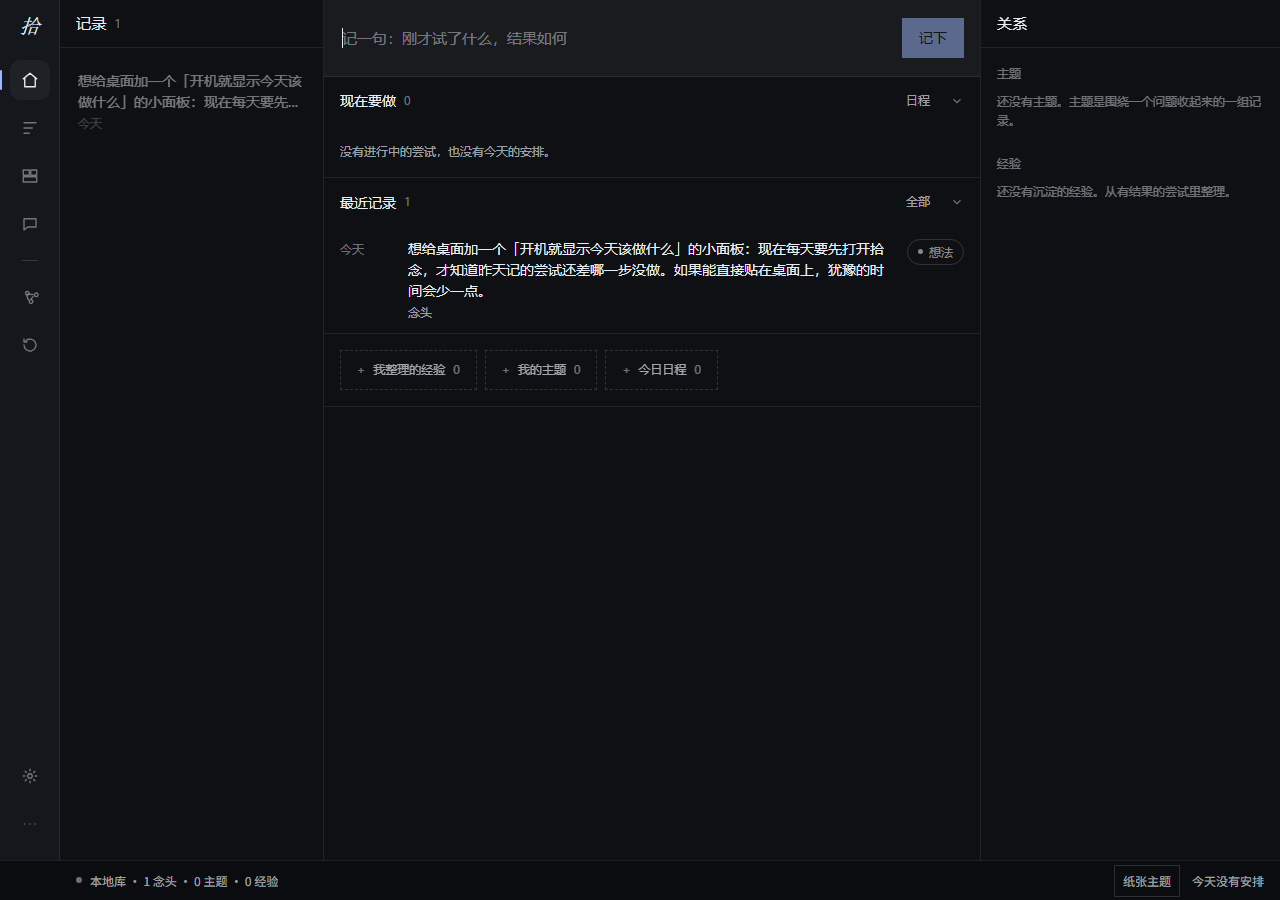 拾
记录 1
想给桌面加一个「开机就显示今天该
做什么」的小面板：现在每天要先...
今天
记一句：刚才试了什么，结果如何
记下
现在要做 0
日程
没有进行中的尝试，也没有今天的安排。
最近记录 1
全部
今天
想给桌面加一个「开机就显示今天该做什么」的小面板：现在每天要先打开拾
念，才知道昨天记的尝试还差哪一步没做。如果能直接贴在桌面上，犹豫的时
间会少一点。
念头
想法
+ 我整理的经验 0
+ 我的主题 0
+ 今日日程 0
关系
主题
还没有主题。主题是围绕一个问题收起来的一组记
录。
经验
还没有沉淀的经验。从有结果的尝试里整理。
本地库 · 1 念头 · 0 主题 · 0 经验
纸张主题
今天没有安排